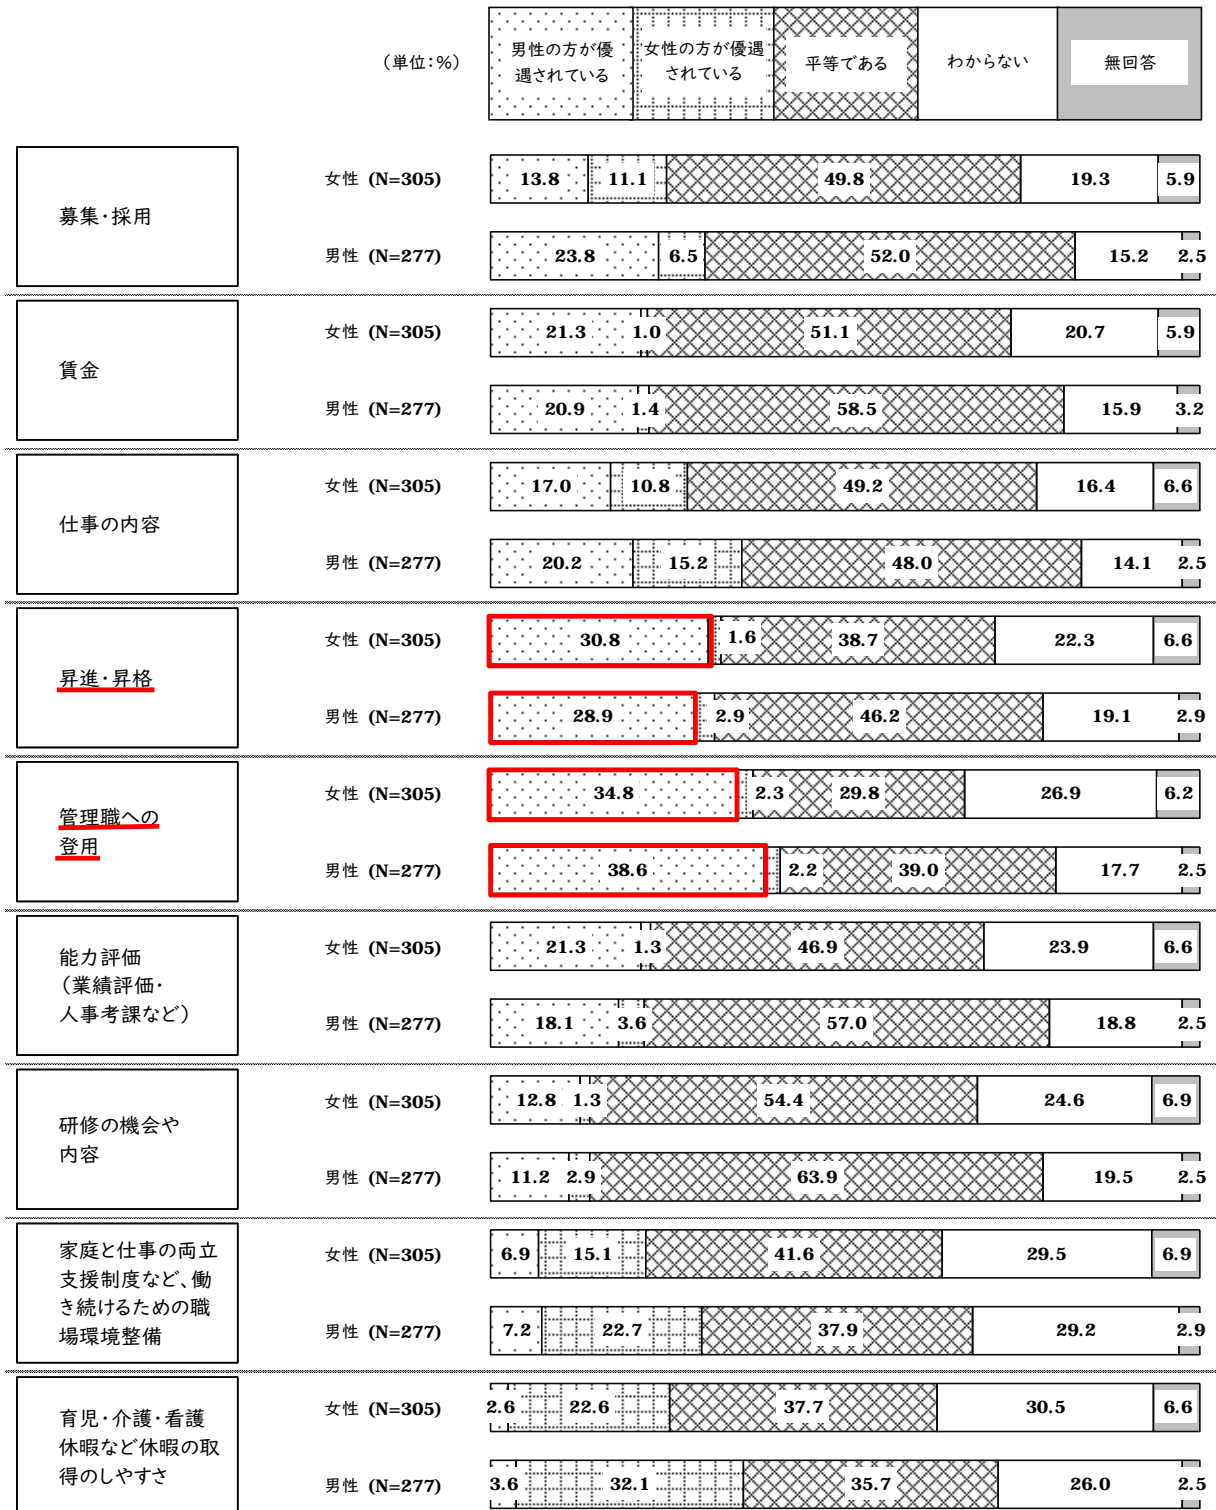 (単位:%)
男性の方が優
遇されている
女性の方が優遇
されている
平等である
わからない
無回答
募集・採用
女性 (N=305)
13.8 11.1 49.8 19.3 5.9
男性 (N=277)
23.8 6.5 52.0 15.2 2.5
賃金
女性 (N=305)
21.3 1.0 51.1 20.7 5.9
男性 (N=277)
20.9 1.4 58.5 15.9 3.2
仕事の内容
女性 (N=305)
17.0 10.8 49.2 16.4 6.6
男性 (N=277)
20.2 15.2 48.0 14.1 2.5
昇進・昇格
女性 (N=305)
30.8 1.6 38.7 22.3 6.6
男性 (N=277)
28.9 2.9 46.2 19.1 2.9
管理職への
登用
女性 (N=305)
34.8 2.3 29.8 26.9 6.2
男性 (N=277)
38.6 2.2 39.0 17.7 2.5
能力評価
(業績評価・
人事考課など)
女性 (N=305)
21.3 1.3 46.9 23.9 6.6
男性 (N=277)
18.1 3.6 57.0 18.8 2.5
研修の機会や
内容
女性 (N=305)
12.8 1.3 54.4 24.6 6.9
男性 (N=277)
11.2 2.9 63.9 19.5 2.5
家庭と仕事の両立
支援制度など、働
き続けるための職
場環境整備
女性 (N=305)
6.9 15.1 41.6 29.5 6.9
男性 (N=277)
7.2 22.7 37.9 29.2 2.9
育児・介護・看護
休暇など休暇の取
得のしやすさ
女性 (N=305)
2.6 22.6 37.7 30.5 6.6
男性 (N=277)
3.6 32.1 35.7 26.0 2.5